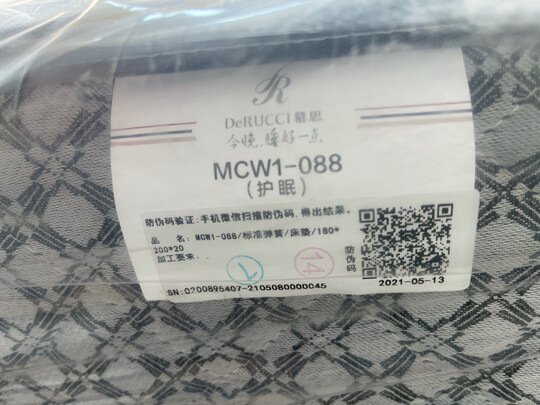 DeRUCCI 慕思
今晚,睡好一点
MCW1-088
(护眠)
防伪码验证:手机微信扫描防伪码,得出结果。
品 名:MCW1-088/标准弹簧/床垫/180*
200*20
加工要求:
14
防伪码
SN:0200895407-2105080000045
2021-05-13